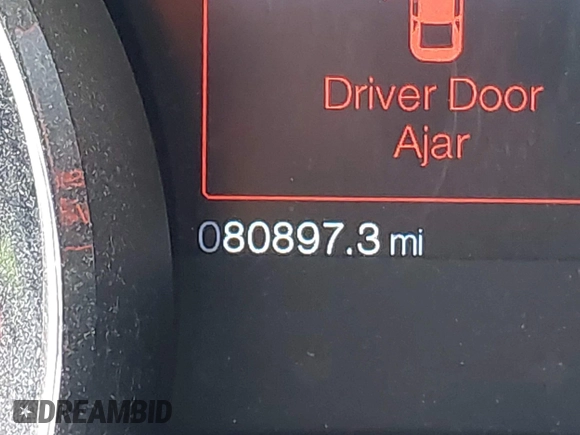 Driver Door
Ajar
080897.3 mi
DREAMBID